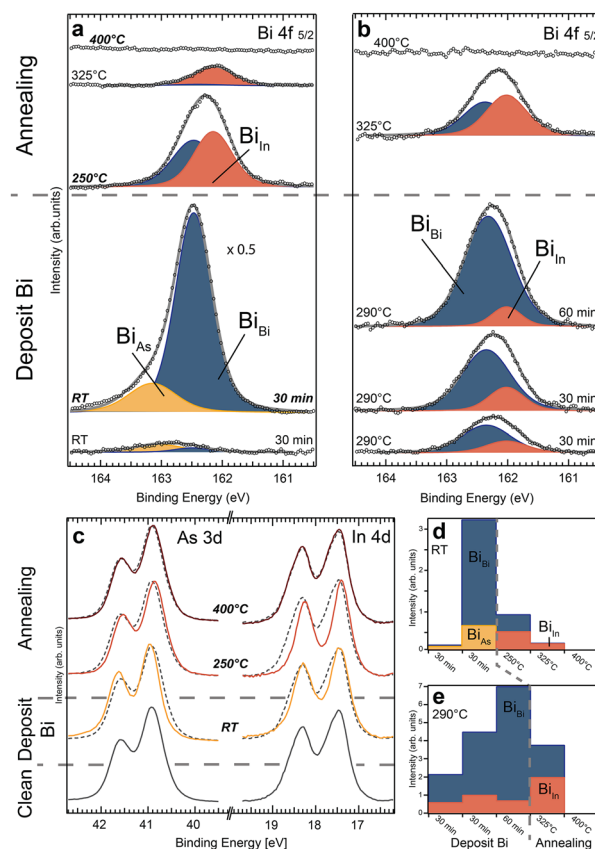 a
Bi 4f 5/2
400°C
325°C
250°C
Bi_In
x 0.5
Bi_As
Bi_Bi
RT
30 min
RT
30 min
164
163
162
161
Binding Energy (eV)
Intensity (arb.units)
Annealing
Deposit Bi
b
Bi 4f 5/2
400°C
325°C
Bi_Bi
Bi_In
290°C
60 min
290°C
30 min
290°C
30 min
164
163
162
161
Binding Energy (eV)
c
As 3d
In 4d
400°C
250°C
RT
42
41
40
19
18
17
Binding Energy [eV]
Intensity (arb. units)
Annealing
Deposit
Bi
Clean
d
RT
Bi_Bi
Bi_As
Bi_In
3
2
1
0
Intensity (arb. units)
30 min
30 min
250°C
325°C
400°C
e
290°C
Bi_Bi
Bi_In
7
6
5
4
3
2
1
0
Intensity (arb. units)
30 min
30 min
60 min
325°C
400°C
Deposit Bi
Annealing